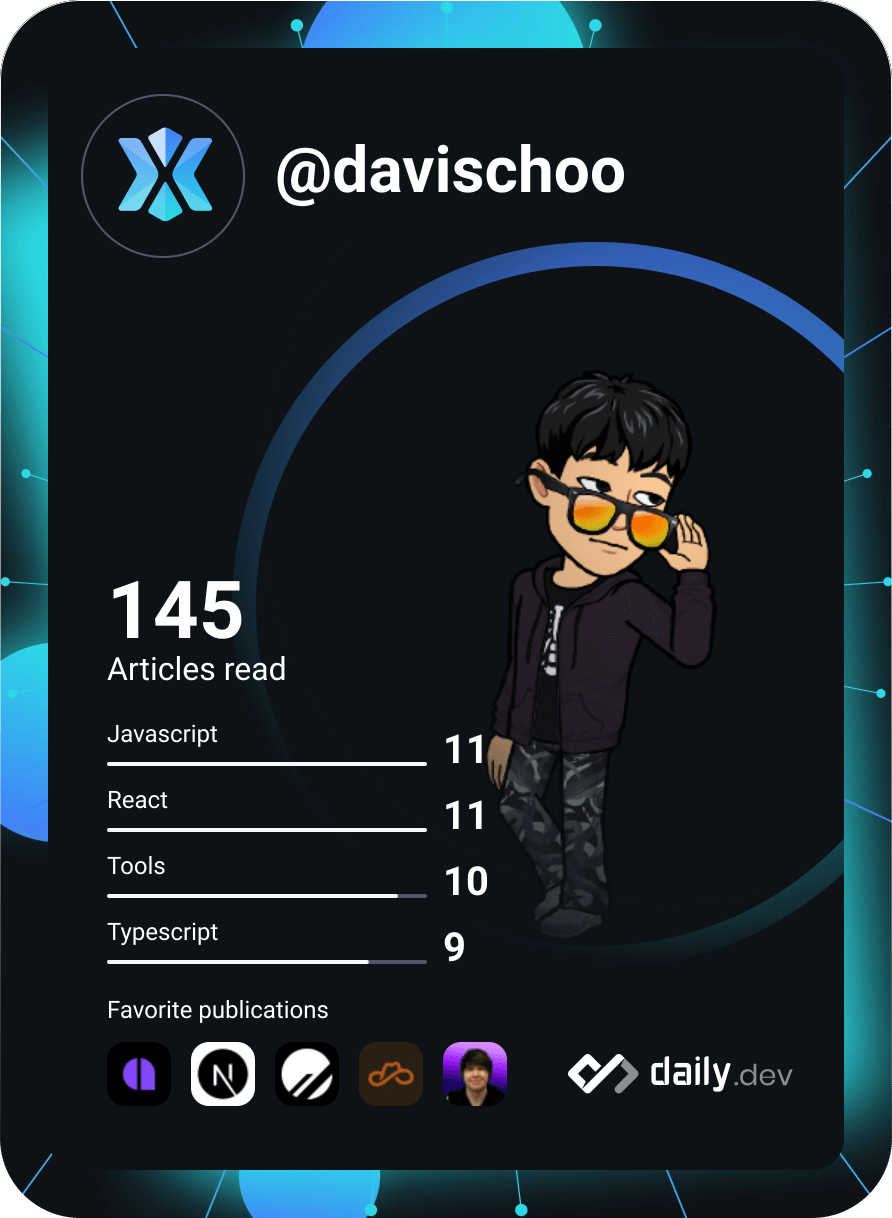 @davischoo
145
Articles read
Javascript
11
React
11
Tools
10
Typescript
9
Favorite publications
N
daily.dev